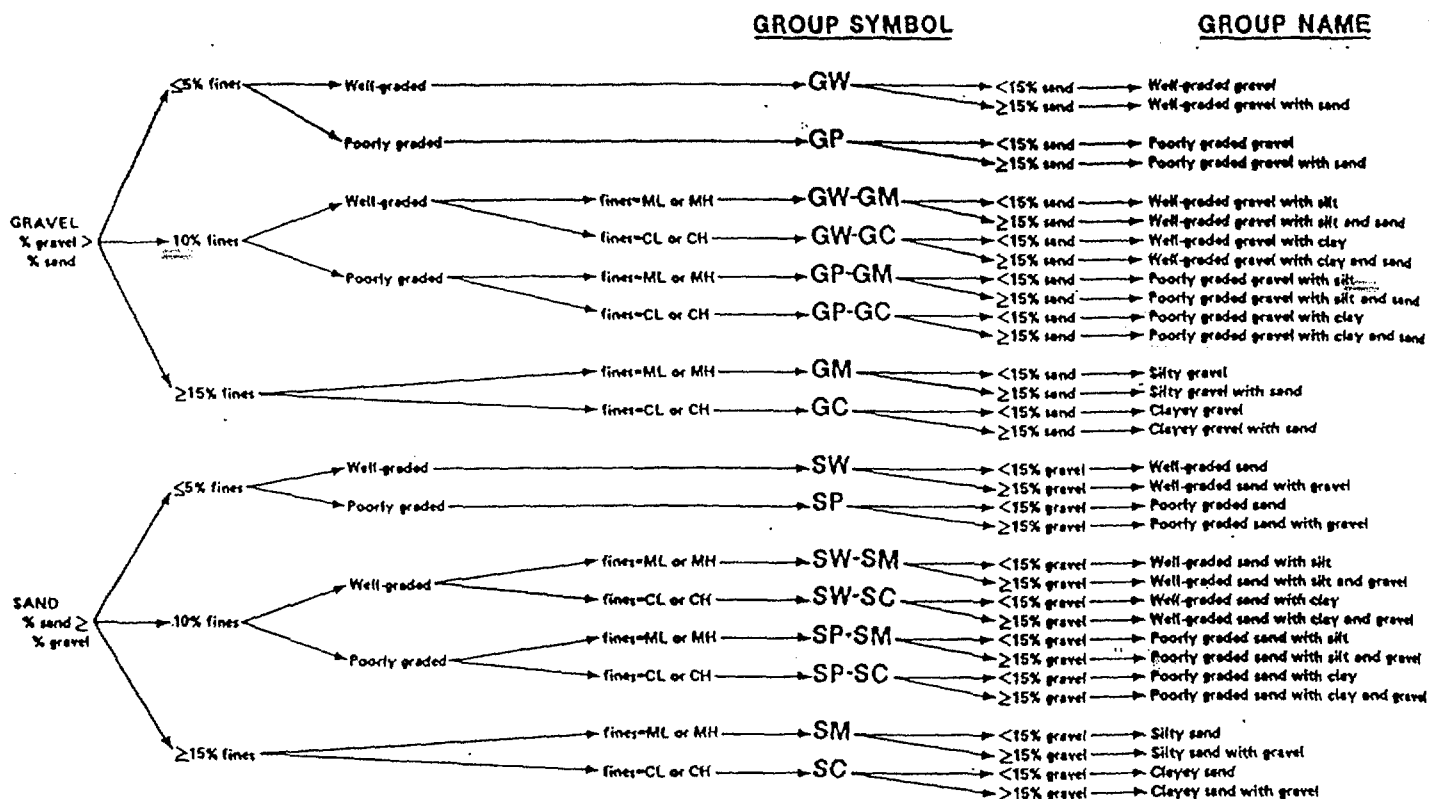 GROUP SYMBOL GROUP NAME
≤5% fines Well-graded GW <15% sand Well-graded gravel
≥15% sand Well-graded gravel with sand
Poorly graded GP <15% sand Poorly graded gravel
≥15% sand Poorly graded gravel with sand
GRAVEL
% gravel >
% sand
10% fines Well-graded fines=ML or MH GW-GM <15% sand Well-graded gravel with silt
≥15% sand Well-graded gravel with silt and sand
fines=CL or CH GW-GC <15% sand Well-graded gravel with clay
≥15% sand Well-graded gravel with clay and sand
Poorly graded fines=ML or MH GP-GM <15% sand Poorly graded gravel with silt
≥15% sand Poorly graded gravel with silt and sand
fines=CL or CH GP-GC <15% sand Poorly graded gravel with clay
≥15% sand Poorly graded gravel with clay and sand
≥15% fines fines=ML or MH GM <15% sand Silty gravel
≥15% sand Silty gravel with sand
fines=CL or CH GC <15% sand Clayey gravel
≥15% sand Clayey gravel with sand
≤5% fines Well-graded SW <15% gravel Well-graded sand
≥15% gravel Well-graded sand with gravel
Poorly graded SP <15% gravel Poorly graded sand
≥15% gravel Poorly graded sand with gravel
SAND
% sand ≥
% gravel
10% fines Well-graded fines=ML or MH SW-SM <15% gravel Well-graded sand with silt
≥15% gravel Well-graded sand with silt and gravel
fines=CL or CH SW-SC <15% gravel Well-graded sand with clay
≥15% gravel Well-graded sand with clay and gravel
Poorly graded fines=ML or MH SP-SM <15% gravel Poorly graded sand with silt
≥15% gravel Poorly graded sand with silt and gravel
fines=CL or CH SP-SC <15% gravel Poorly graded sand with clay
≥15% gravel Poorly graded sand with clay and gravel
≥15% fines fines=ML or MH SM <15% gravel Silty sand
≥15% gravel Silty sand with gravel
fines=CL or CH SC <15% gravel Clayey sand
>15% gravel Clayey sand with gravel